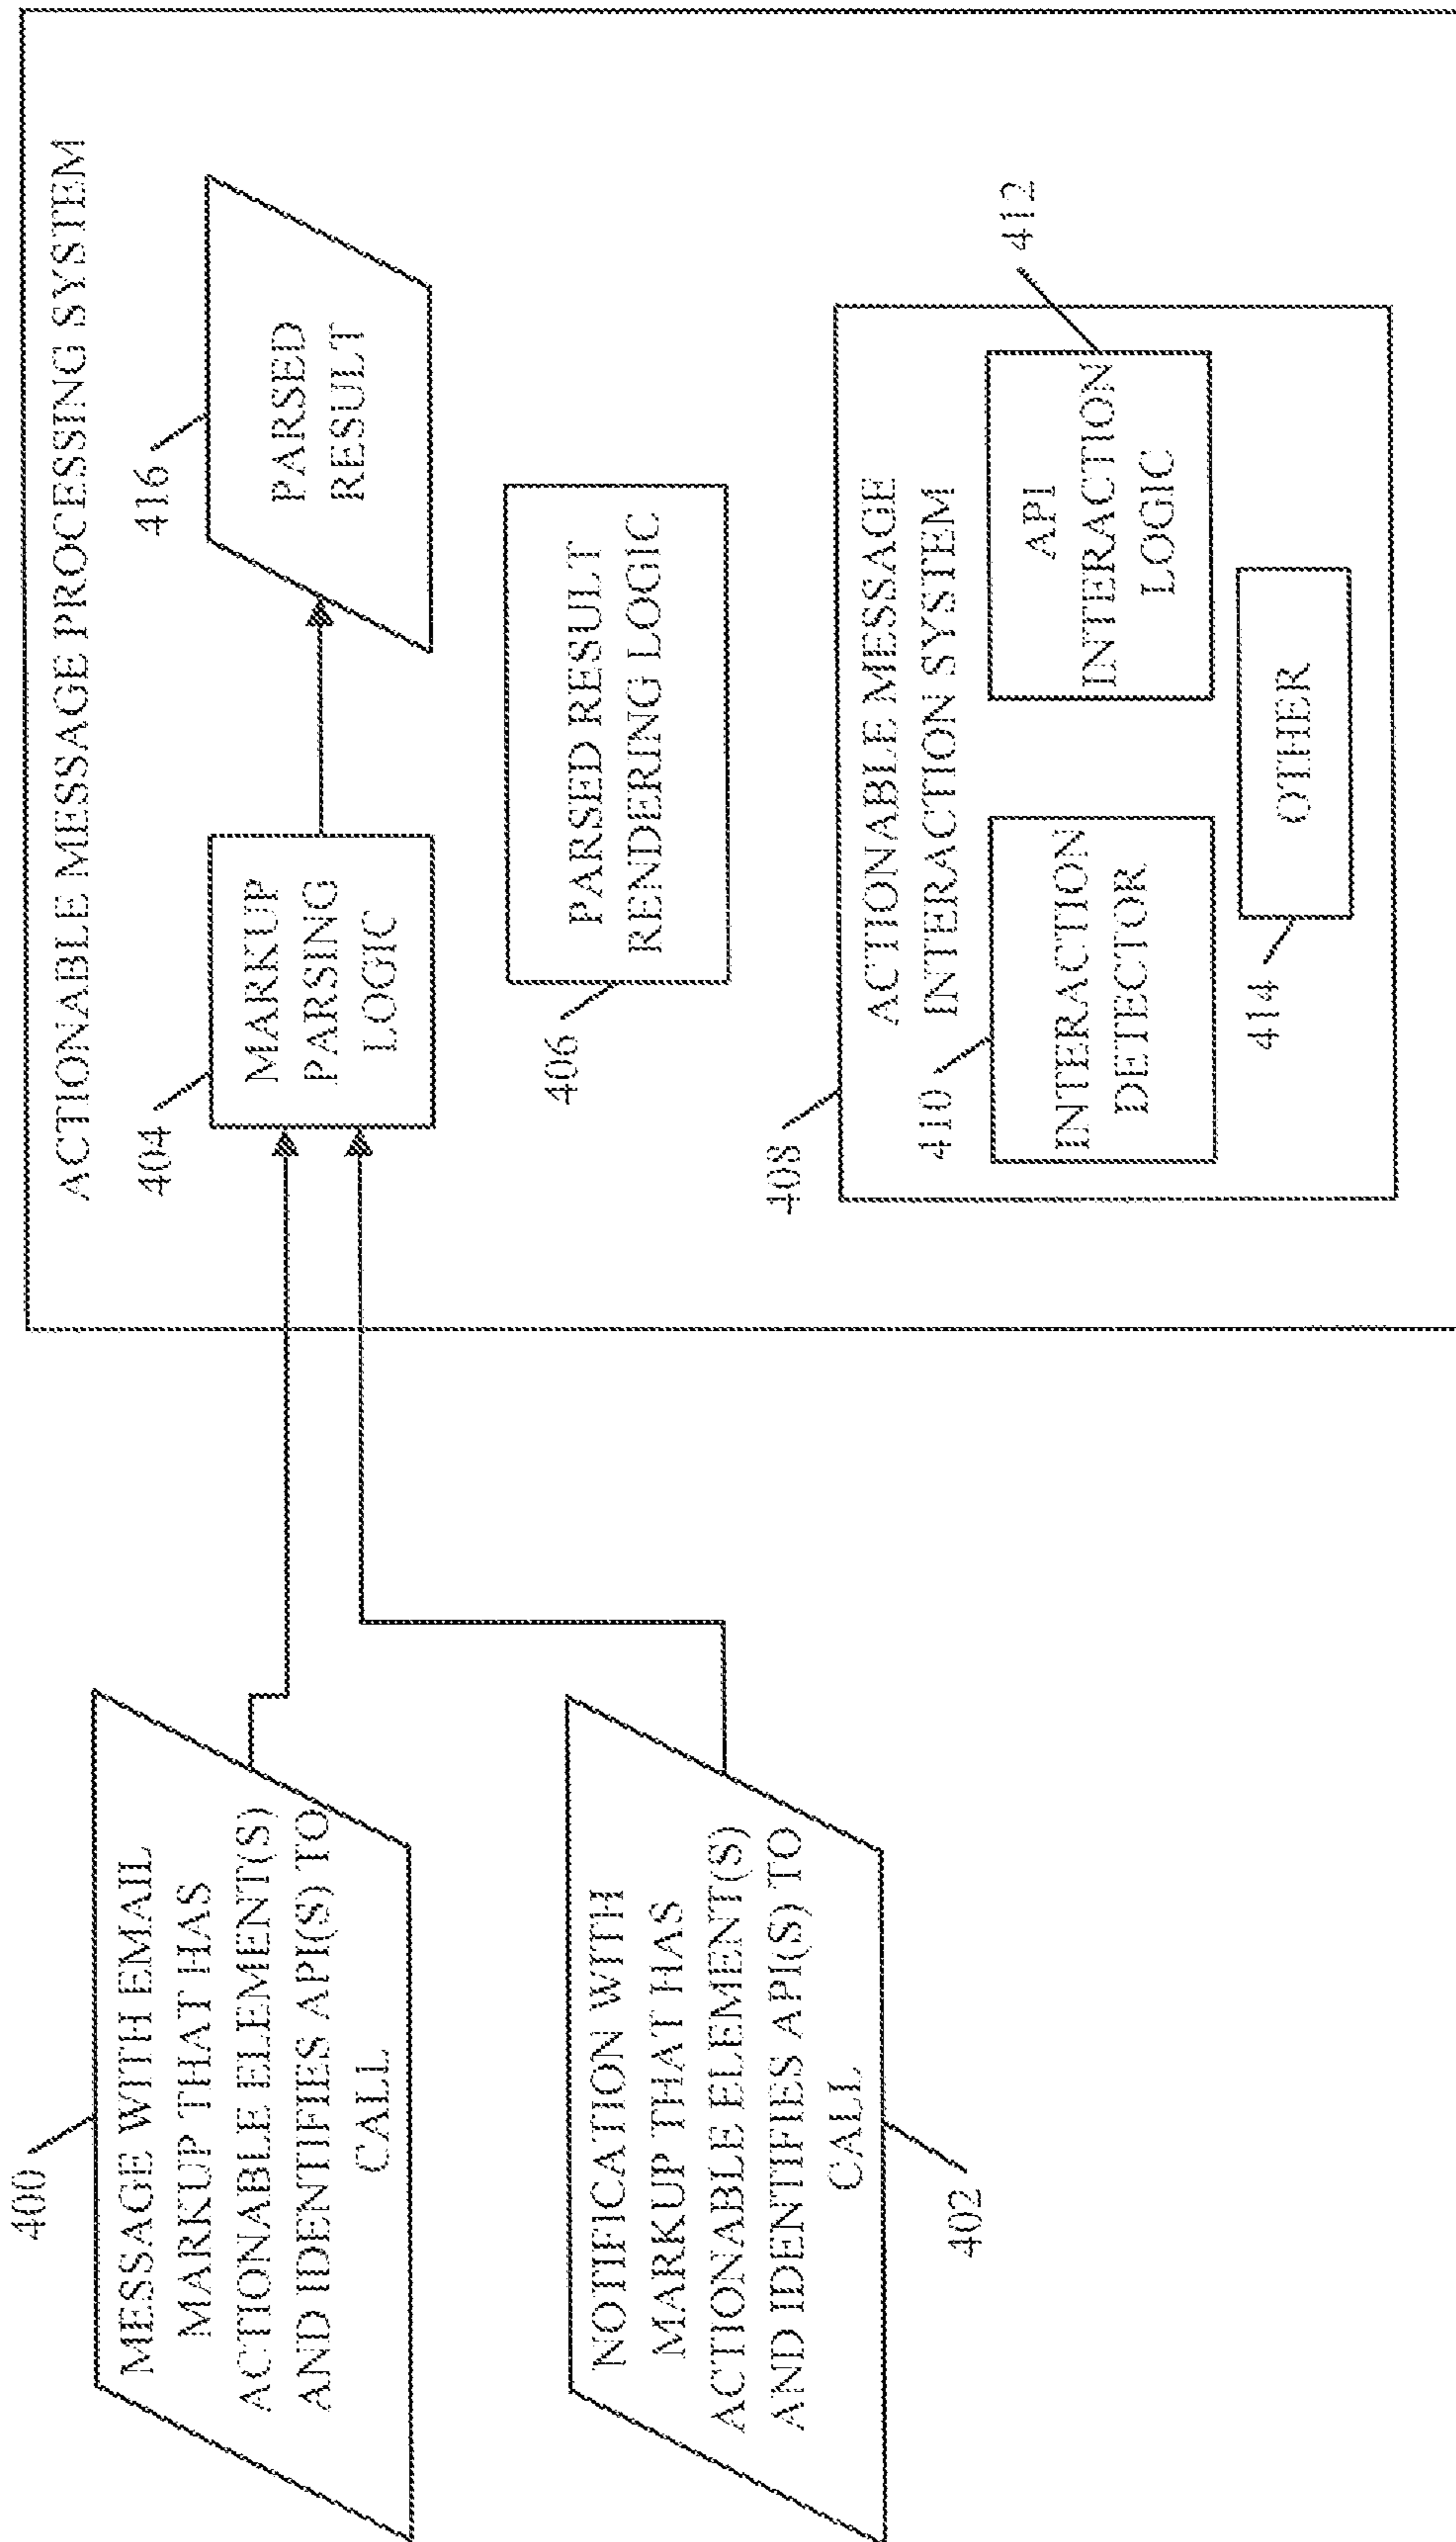 400
MESSAGE WITH EMAIL
MARKUP THAT HAS
ACTIONABLE ELEMENT(S)
AND IDENTIFIES API(S) TO
CALL
NOTIFICATION WITH
MARKUP THAT HAS
ACTIONABLE ELEMENT(S)
AND IDENTIFIES API(S) TO
CALL
402
ACTIONABLE MESSAGE PROCESSING SYSTEM
404
MARKUP
PARSING
LOGIC
416
PARSED
RESULT
PARSED RESULT
RENDERING LOGIC
406
408
ACTIONABLE MESSAGE
INTERACTION SYSTEM
410
INTERACTION
DETECTOR
API
INTERACTION
LOGIC
412
OTHER
414